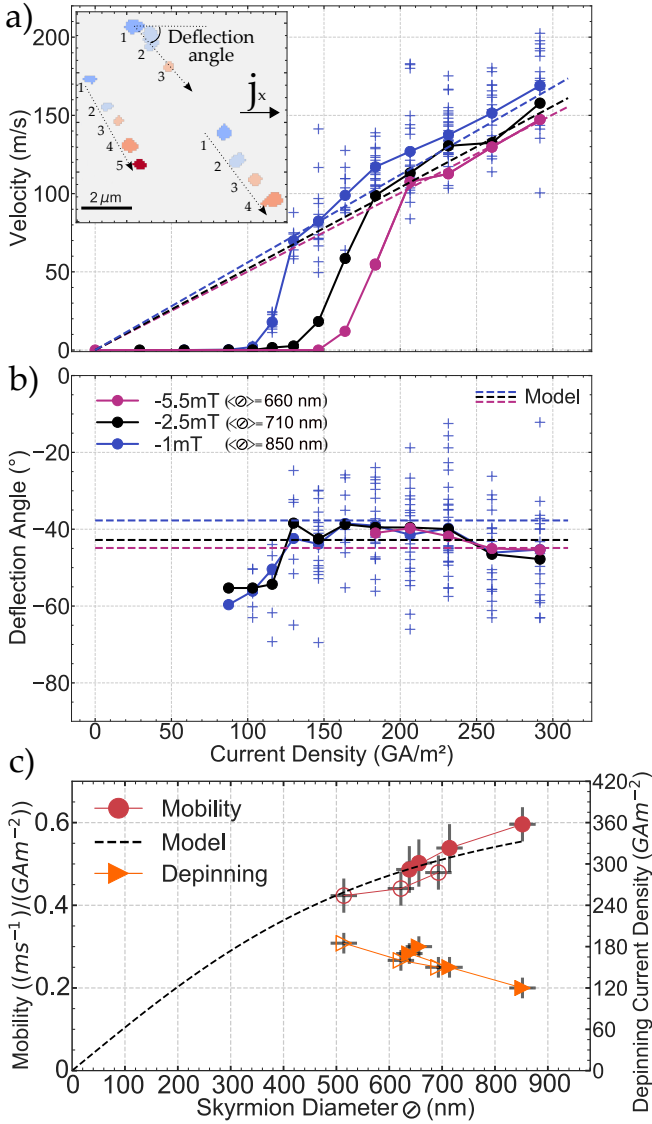 a)
200
150
100
50
0
Velocity (m/s)
Deflection
angle
1
2
3
1
2
3
4
5
1
2
3
4
jₓ
2 μm
b)
0
−20
−40
−60
−80
Deflection Angle (°)
-5.5mT (<⊘>= 660 nm)
-2.5mT (<⊘>= 710 nm)
-1mT (<⊘>= 850 nm)
Model
0 50 100 150 200 250 300
Current Density (GA/m²)
c)
0.6
0.4
0.2
0
Mobility ((ms⁻¹)/(GAm⁻²))
Mobility
Model
Depinning
420
360
300
240
180
120
60
0
Depinning Current Density (GAm⁻²)
0 100 200 300 400 500 600 700 800 900
Skyrmion Diameter ⊘ (nm)